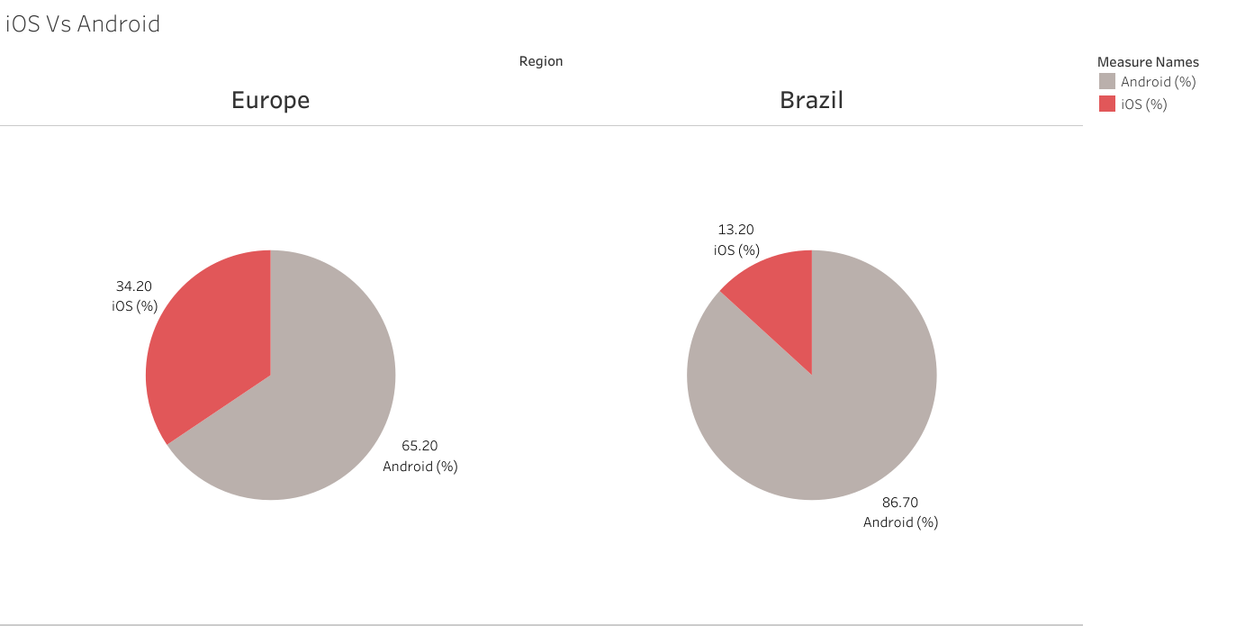 iOS Vs Android
Region
Measure Names
Android (%)
iOS (%)
Europe
Brazil
34.20
iOS (%)
65.20
Android (%)
13.20
iOS (%)
86.70
Android (%)